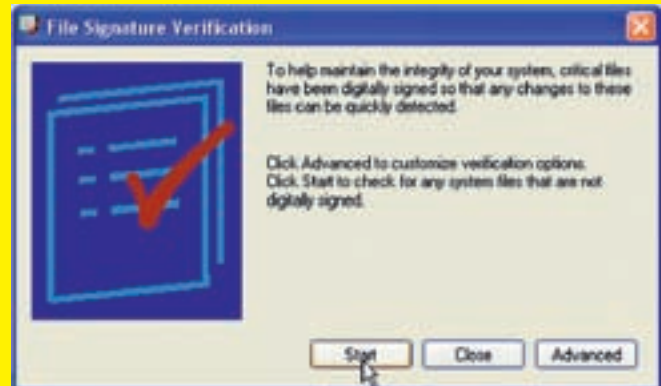 File Signature Verification
To help maintain the integrity of your system, critical files
have been digitally signed so that any changes to these
files can be quickly detected.
Click Advanced to customize verification options.
Click Start to check for any system files that are not
digitally signed.
Start Close Advanced